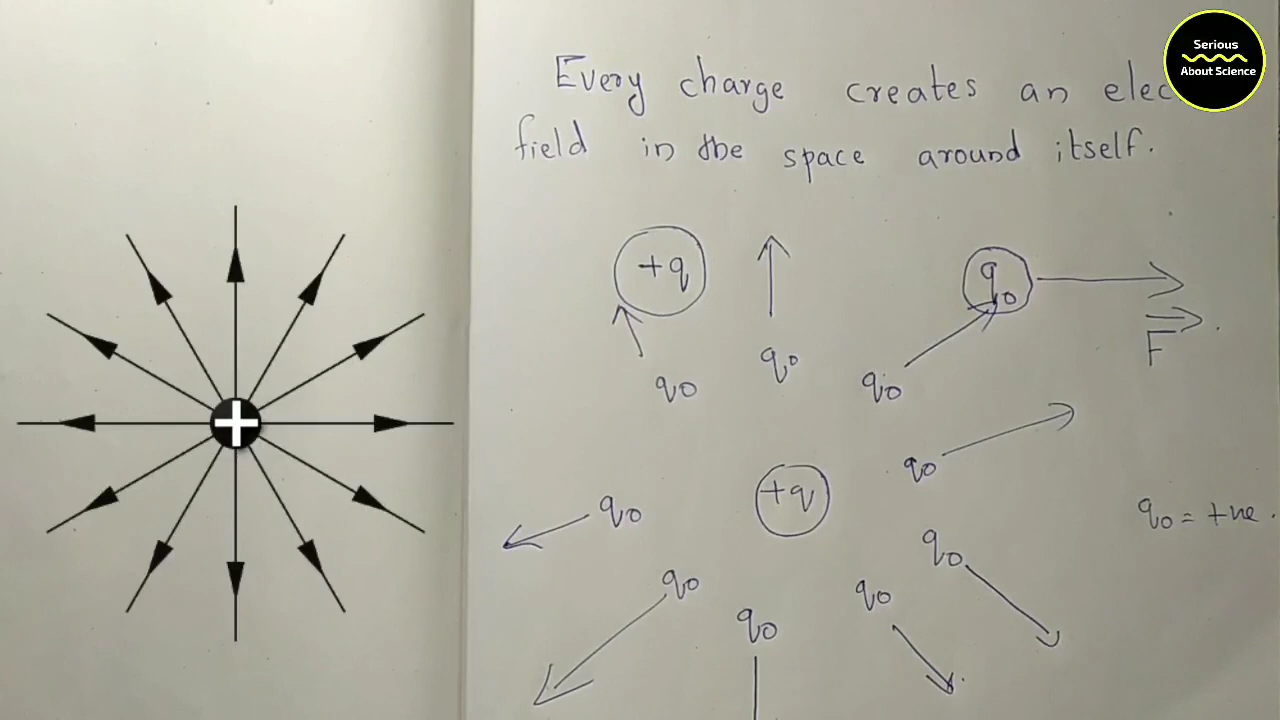 Serious
About Science
Every charge creates an
field in the space around itself.
+q
q0
F
q0
q0
q0
q0
+q
q0
q0 = +ve.
q0
q0
q0
q0
+